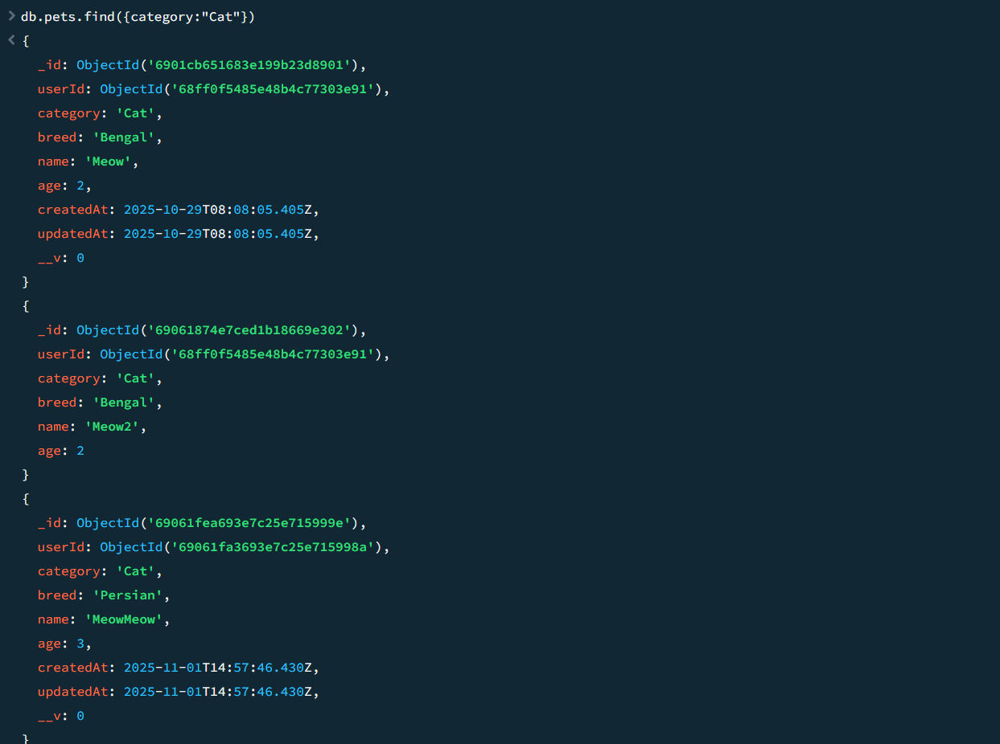 > db.pets.find({category:"Cat"})
< {
_id: ObjectId('6901cb651683e199b23d8901'),
userId: ObjectId('68ff0f5485e48b4c77303e91'),
category: 'Cat',
breed: 'Bengal',
name: 'Meow',
age: 2,
createdAt: 2025-10-29T08:08:05.405Z,
updatedAt: 2025-10-29T08:08:05.405Z,
__v: 0
}
{
_id: ObjectId('69061874e7ced1b18669e302'),
userId: ObjectId('68ff0f5485e48b4c77303e91'),
category: 'Cat',
breed: 'Bengal',
name: 'Meow2',
age: 2
}
{
_id: ObjectId('69061fea693e7c25e715999e'),
userId: ObjectId('69061fa3693e7c25e715998a'),
category: 'Cat',
breed: 'Persian',
name: 'MeowMeow',
age: 3,
createdAt: 2025-11-01T14:57:46.430Z,
updatedAt: 2025-11-01T14:57:46.430Z,
__v: 0
}